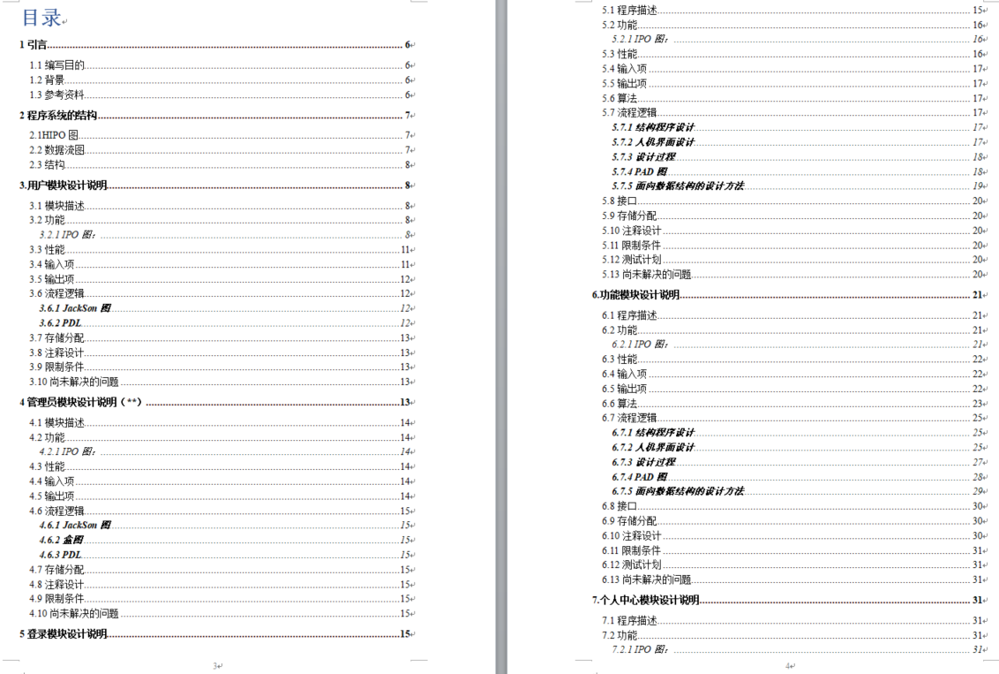 目录
1 引言 6
1.1 编写目的 6
1.2 背景 6
1.3 参考资料 6
2 程序系统的结构 7
2.1HIPO 图 7
2.2 数据流图 7
2.3 结构 8
3.用户模块设计说明 8
3.1 模块描述 8
3.2 功能 8
3.2.1 IPO 图： 8
3.3 性能 11
3.4 输入项 11
3.5 输出项 12
3.6 流程逻辑 12
3.6.1 JackSon 图 12
3.6.2 PDL 12
3.7 存储分配 13
3.8 注释设计 13
3.9 限制条件 13
3.10 尚未解决的问题 13
4 管理员模块设计说明（**） 13
4.1 模块描述 14
4.2 功能 14
4.2.1 IPO 图： 14
4.3 性能 14
4.4 输入项 14
4.5 输出项 14
4.6 流程逻辑 15
4.6.1 JackSon 图 15
4.6.2 盒图 15
4.6.3 PDL 15
4.7 存储分配 15
4.8 注释设计 15
4.9 限制条件 15
4.10 尚未解决的问题 15
5 登录模块设计说明 15
3
5.1 程序描述 15
5.2 功能 16
5.2.1 IPO 图： 16
5.3 性能 16
5.4 输入项 17
5.5 输出项 17
5.6 算法 17
5.7 流程逻辑 17
5.7.1 结构程序设计 17
5.7.2 人机界面设计 17
5.7.3 设计过程 18
5.7.4 PAD 图 18
5.7.5 面向数据结构的设计方法 19
5.8 接口 20
5.9 存储分配 20
5.10 注释设计 20
5.11 限制条件 20
5.12 测试计划 20
5.13 尚未解决的问题 20
6.功能模块设计说明 21
6.1 程序描述 21
6.2 功能 21
6.2.1 IPO 图： 21
6.3 性能 22
6.4 输入项 22
6.5 输出项 22
6.6 算法 23
6.7 流程逻辑 25
6.7.1 结构程序设计 25
6.7.2 人机界面设计 25
6.7.3 设计过程 27
6.7.4 PAD 图 28
6.7.5 面向数据结构的设计方法 29
6.8 接口 30
6.9 存储分配 30
6.10 注释设计 30
6.11 限制条件 31
6.12 测试计划 31
6.13 尚未解决的问题 31
7.个人中心模块设计说明 31
7.1 程序描述 31
7.2 功能 31
7.2.1 IPO 图： 31
4